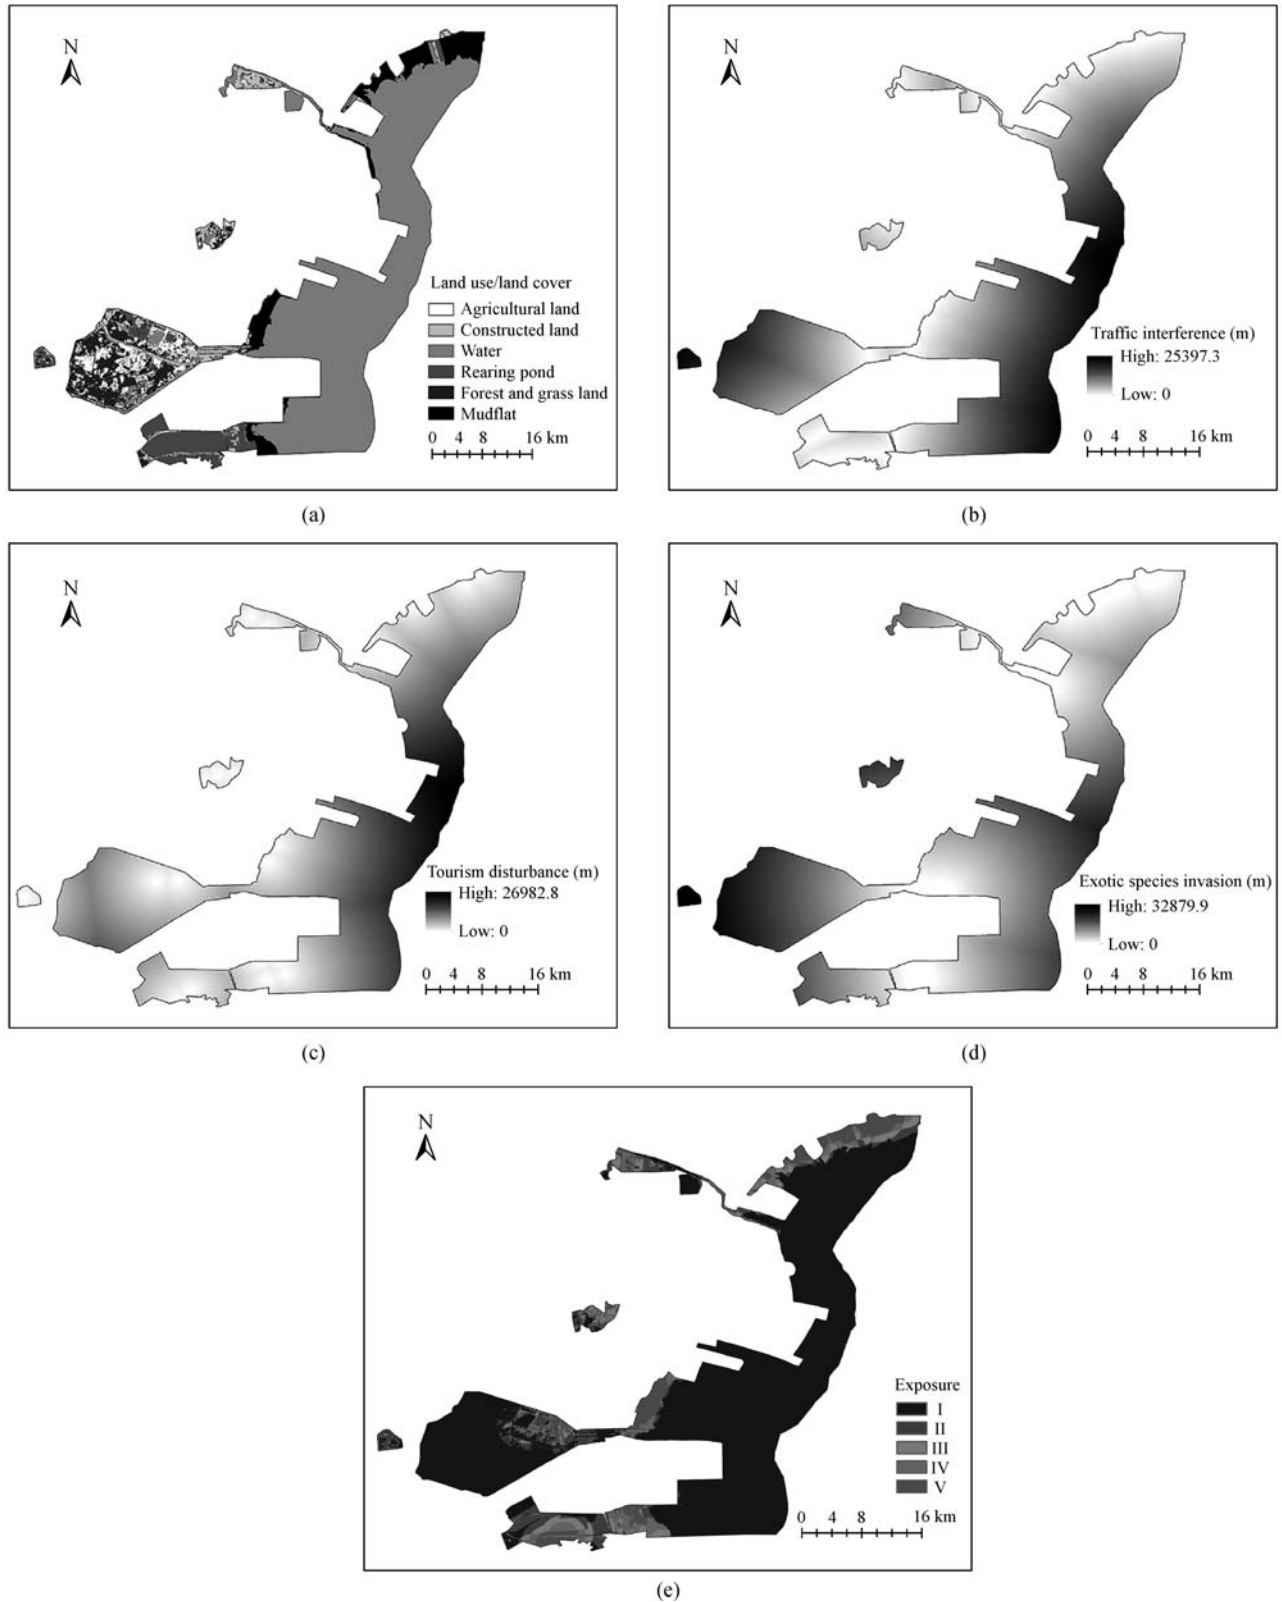 N
Land use/land cover
Agricultural land
Constructed land
Water
Rearing pond
Forest and grass land
Mudflat
0 4 8 16 km
(a)
N
Traffic interference (m)
High: 25397.3
Low: 0
0 4 8 16 km
(b)
N
Tourism disturbance (m)
High: 26982.8
Low: 0
0 4 8 16 km
(c)
N
Exotic species invasion (m)
High: 32879.9
Low: 0
0 4 8 16 km
(d)
N
Exposure
I
II
III
IV
V
0 4 8 16 km
(e)